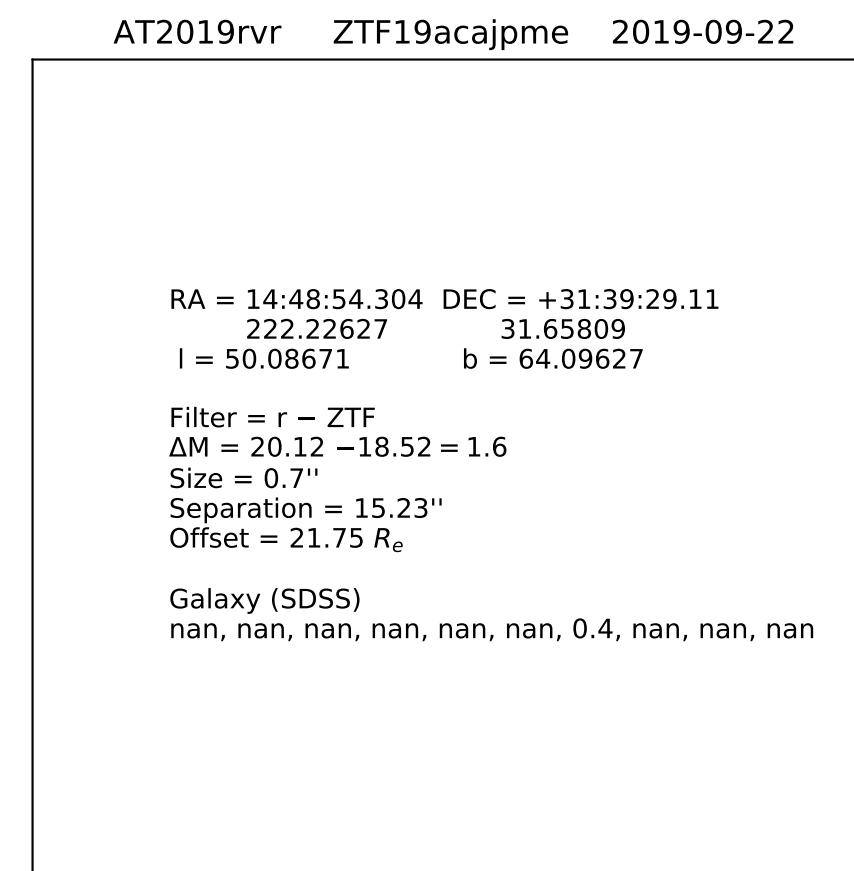 AT2019rvr ZTF19acajpme 2019-09-22
RA = 14:48:54.304 DEC = +31:39:29.11
222.22627 31.65809
l = 50.08671 b = 64.09627
Filter = r − ZTF
ΔM = 20.12 −18.52 = 1.6
Size = 0.7''
Separation = 15.23''
Offset = 21.75 Re
Galaxy (SDSS)
nan, nan, nan, nan, nan, nan, 0.4, nan, nan, nan